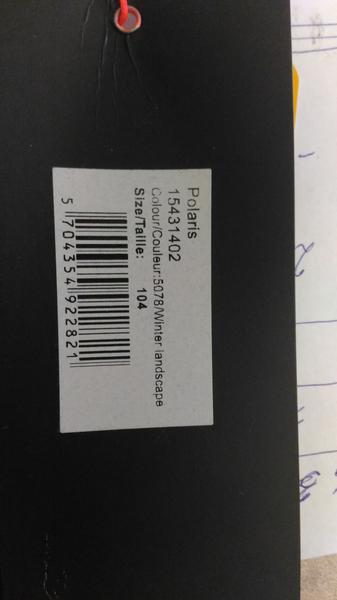 Polaris
15431402
Colour/Couleur:5078/Winter landscape
Size/Taille: 104
5 704354 922821